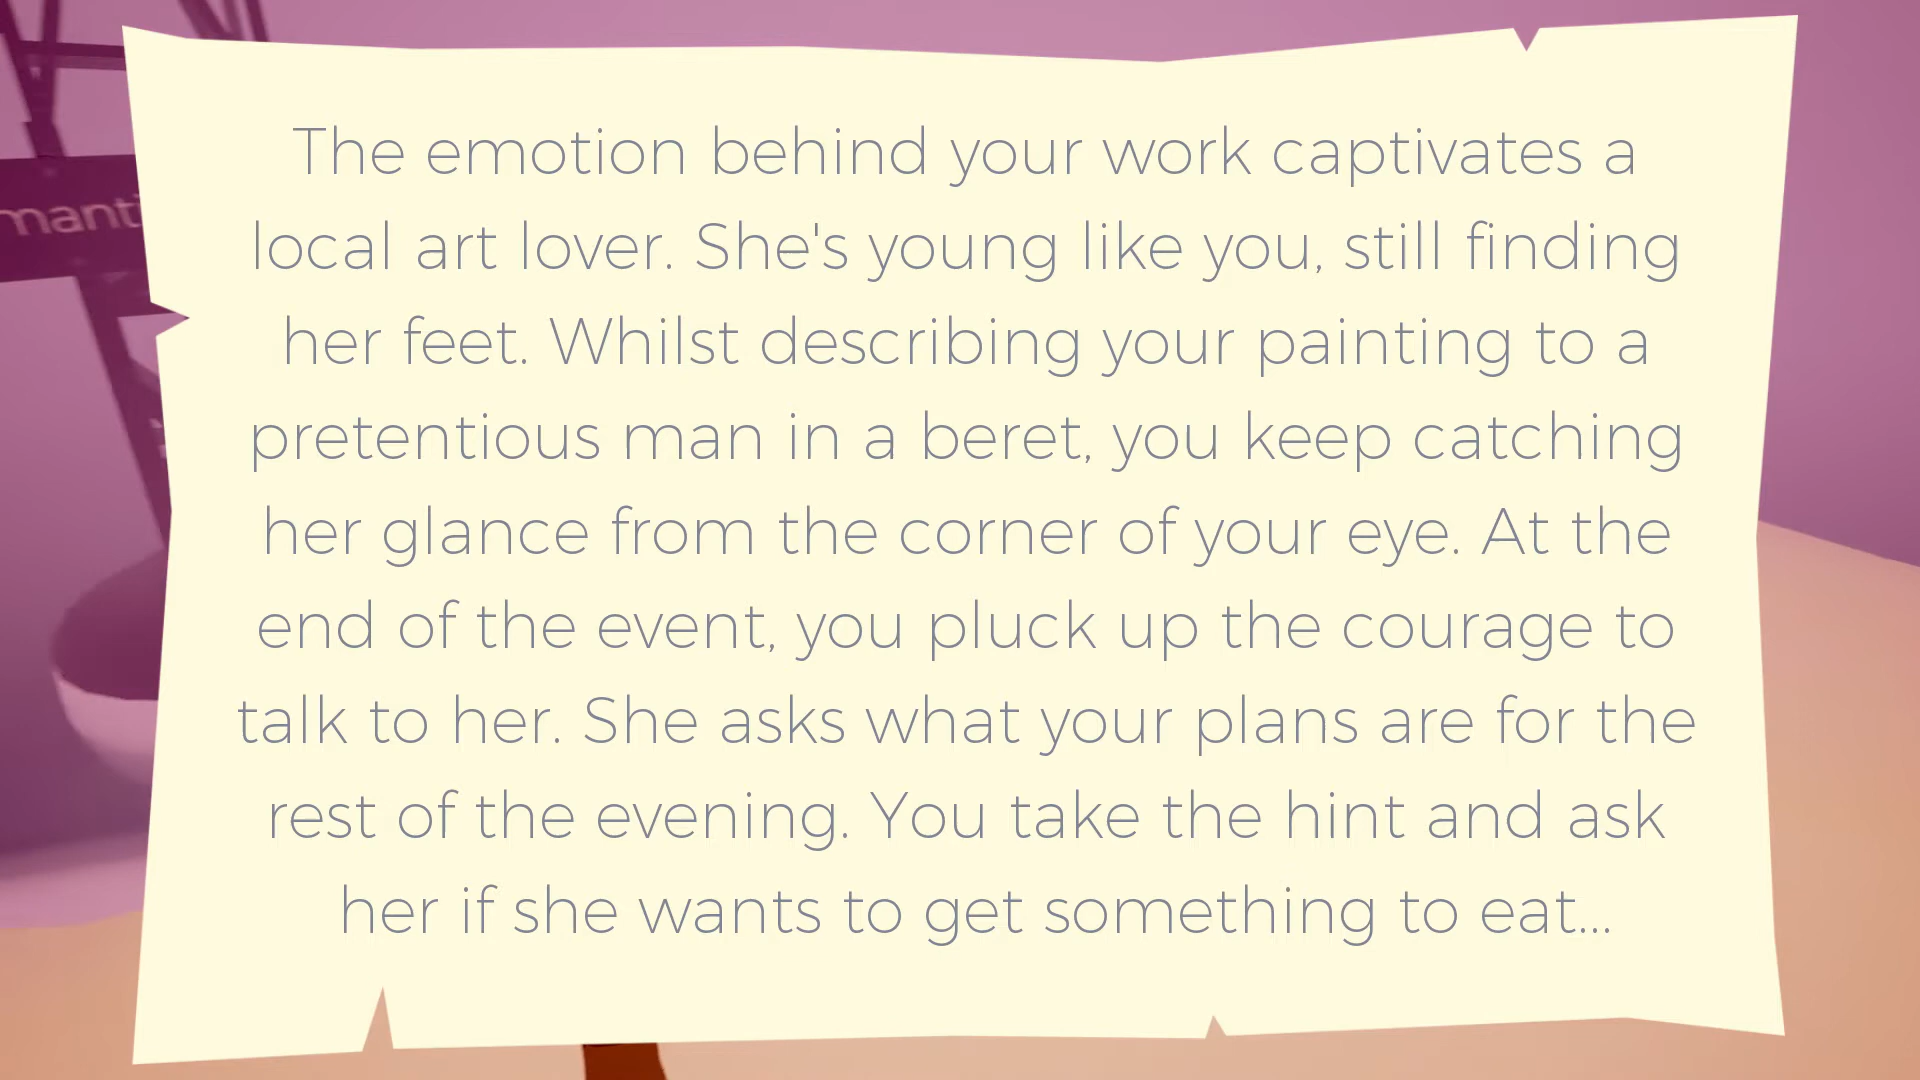 manti
The emotion behind your work captivates a
local art lover. She's young like you, still finding
her feet. Whilst describing your painting to a
pretentious man in a beret, you keep catching
her glance from the corner of your eye. At the
end of the event, you pluck up the courage to
talk to her. She asks what your plans are for the
rest of the evening. You take the hint and ask
her if she wants to get something to eat...